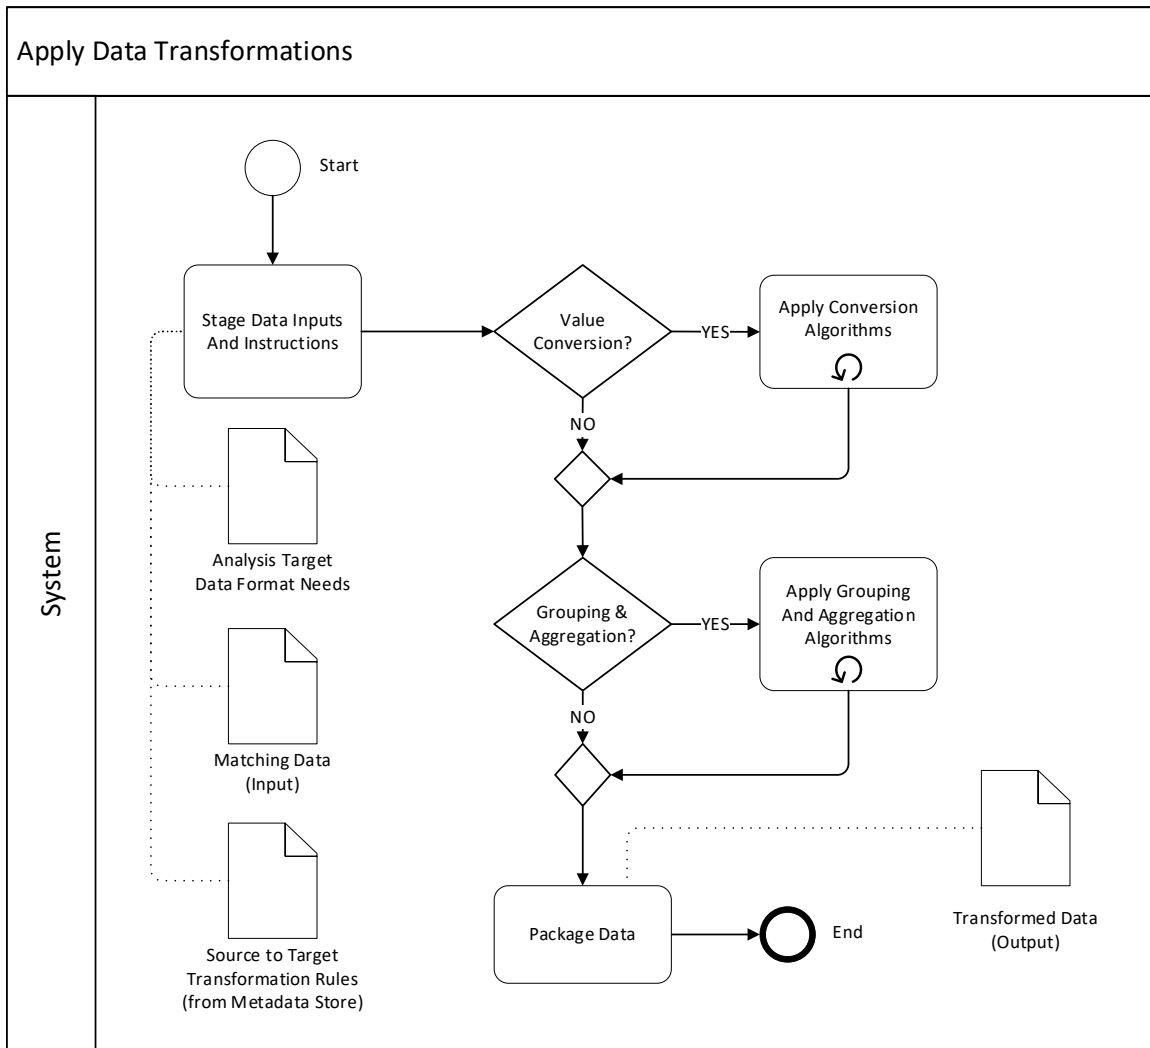 Apply Data Transformations
System
Start
Stage Data Inputs
And Instructions
Value
Conversion?
YES
Apply Conversion
Algorithms
NO
Analysis Target
Data Format Needs
Grouping &
Aggregation?
YES
Apply Grouping
And Aggregation
Algorithms
NO
Matching Data
(Input)
Source to Target
Transformation Rules
(from Metadata Store)
Package Data
End
Transformed Data
(Output)